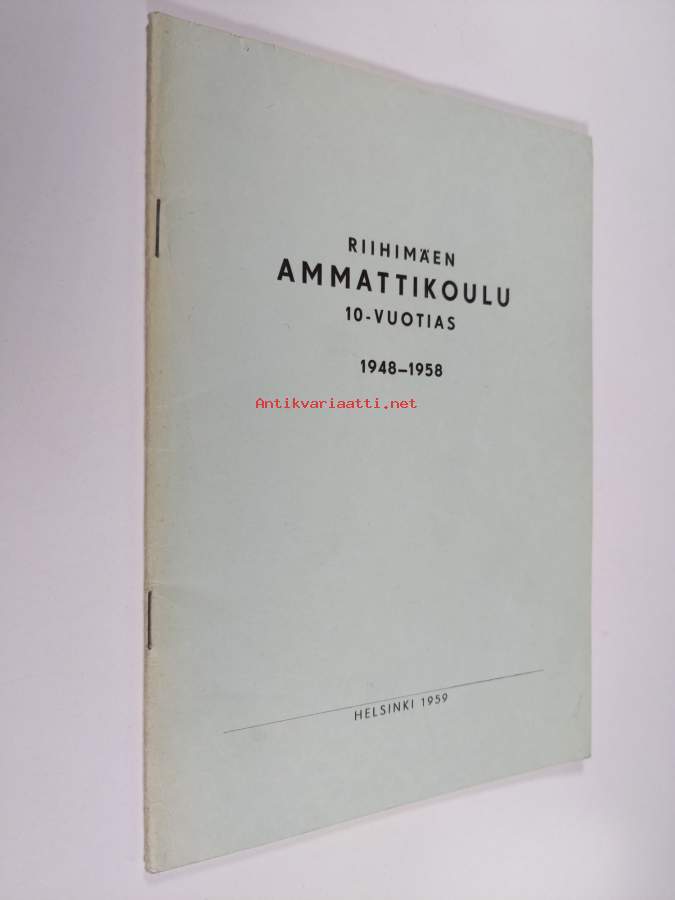 RIIHIMÄEN
AMMATTIKOULU
10-VUOTIAS
1948–1958
Antikvariaatti.net
HELSINKI 1959